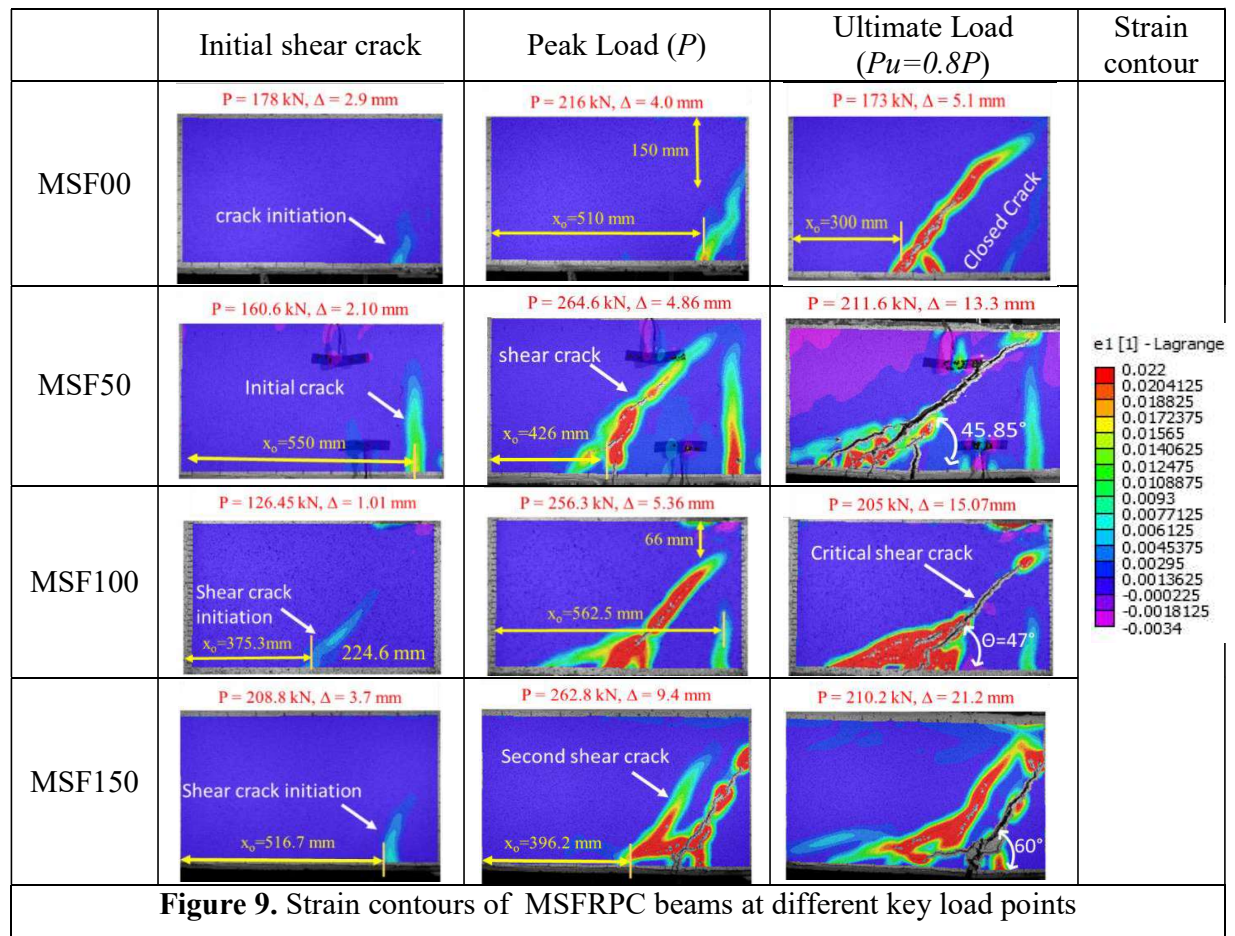 Initial shear crack
Peak Load (P)
Ultimate Load
(Pu=0.8P)
Strain
contour
MSF00
P = 178 kN, Δ = 2.9 mm
crack initiation
P = 216 kN, Δ = 4.0 mm
150 mm
xₒ=510 mm
P = 173 kN, Δ = 5.1 mm
xₒ=300 mm
Closed Crack
MSF50
P = 160.6 kN, Δ = 2.10 mm
Initial crack
xₒ=550 mm
P = 264.6 kN, Δ = 4.86 mm
shear crack
xₒ=426 mm
P = 211.6 kN, Δ = 13.3 mm
45.85°
MSF100
P = 126.45 kN, Δ = 1.01 mm
Shear crack
initiation
xₒ=375.3mm
224.6 mm
P = 256.3 kN, Δ = 5.36 mm
66 mm
xₒ=562.5 mm
P = 205 kN, Δ = 15.07mm
Critical shear crack
Θ=47°
MSF150
P = 208.8 kN, Δ = 3.7 mm
Shear crack initiation
xₒ=516.7 mm
P = 262.8 kN, Δ = 9.4 mm
Second shear crack
xₒ=396.2 mm
P = 210.2 kN, Δ = 21.2 mm
60°
e1 [1] - Lagrange
0.022
0.0204125
0.018825
0.0172375
0.01565
0.0140625
0.012475
0.0108875
0.0093
0.0077125
0.006125
0.0045375
0.00295
0.0013625
-0.000225
-0.0018125
-0.0034
Figure 9. Strain contours of MSFRPC beams at different key load points